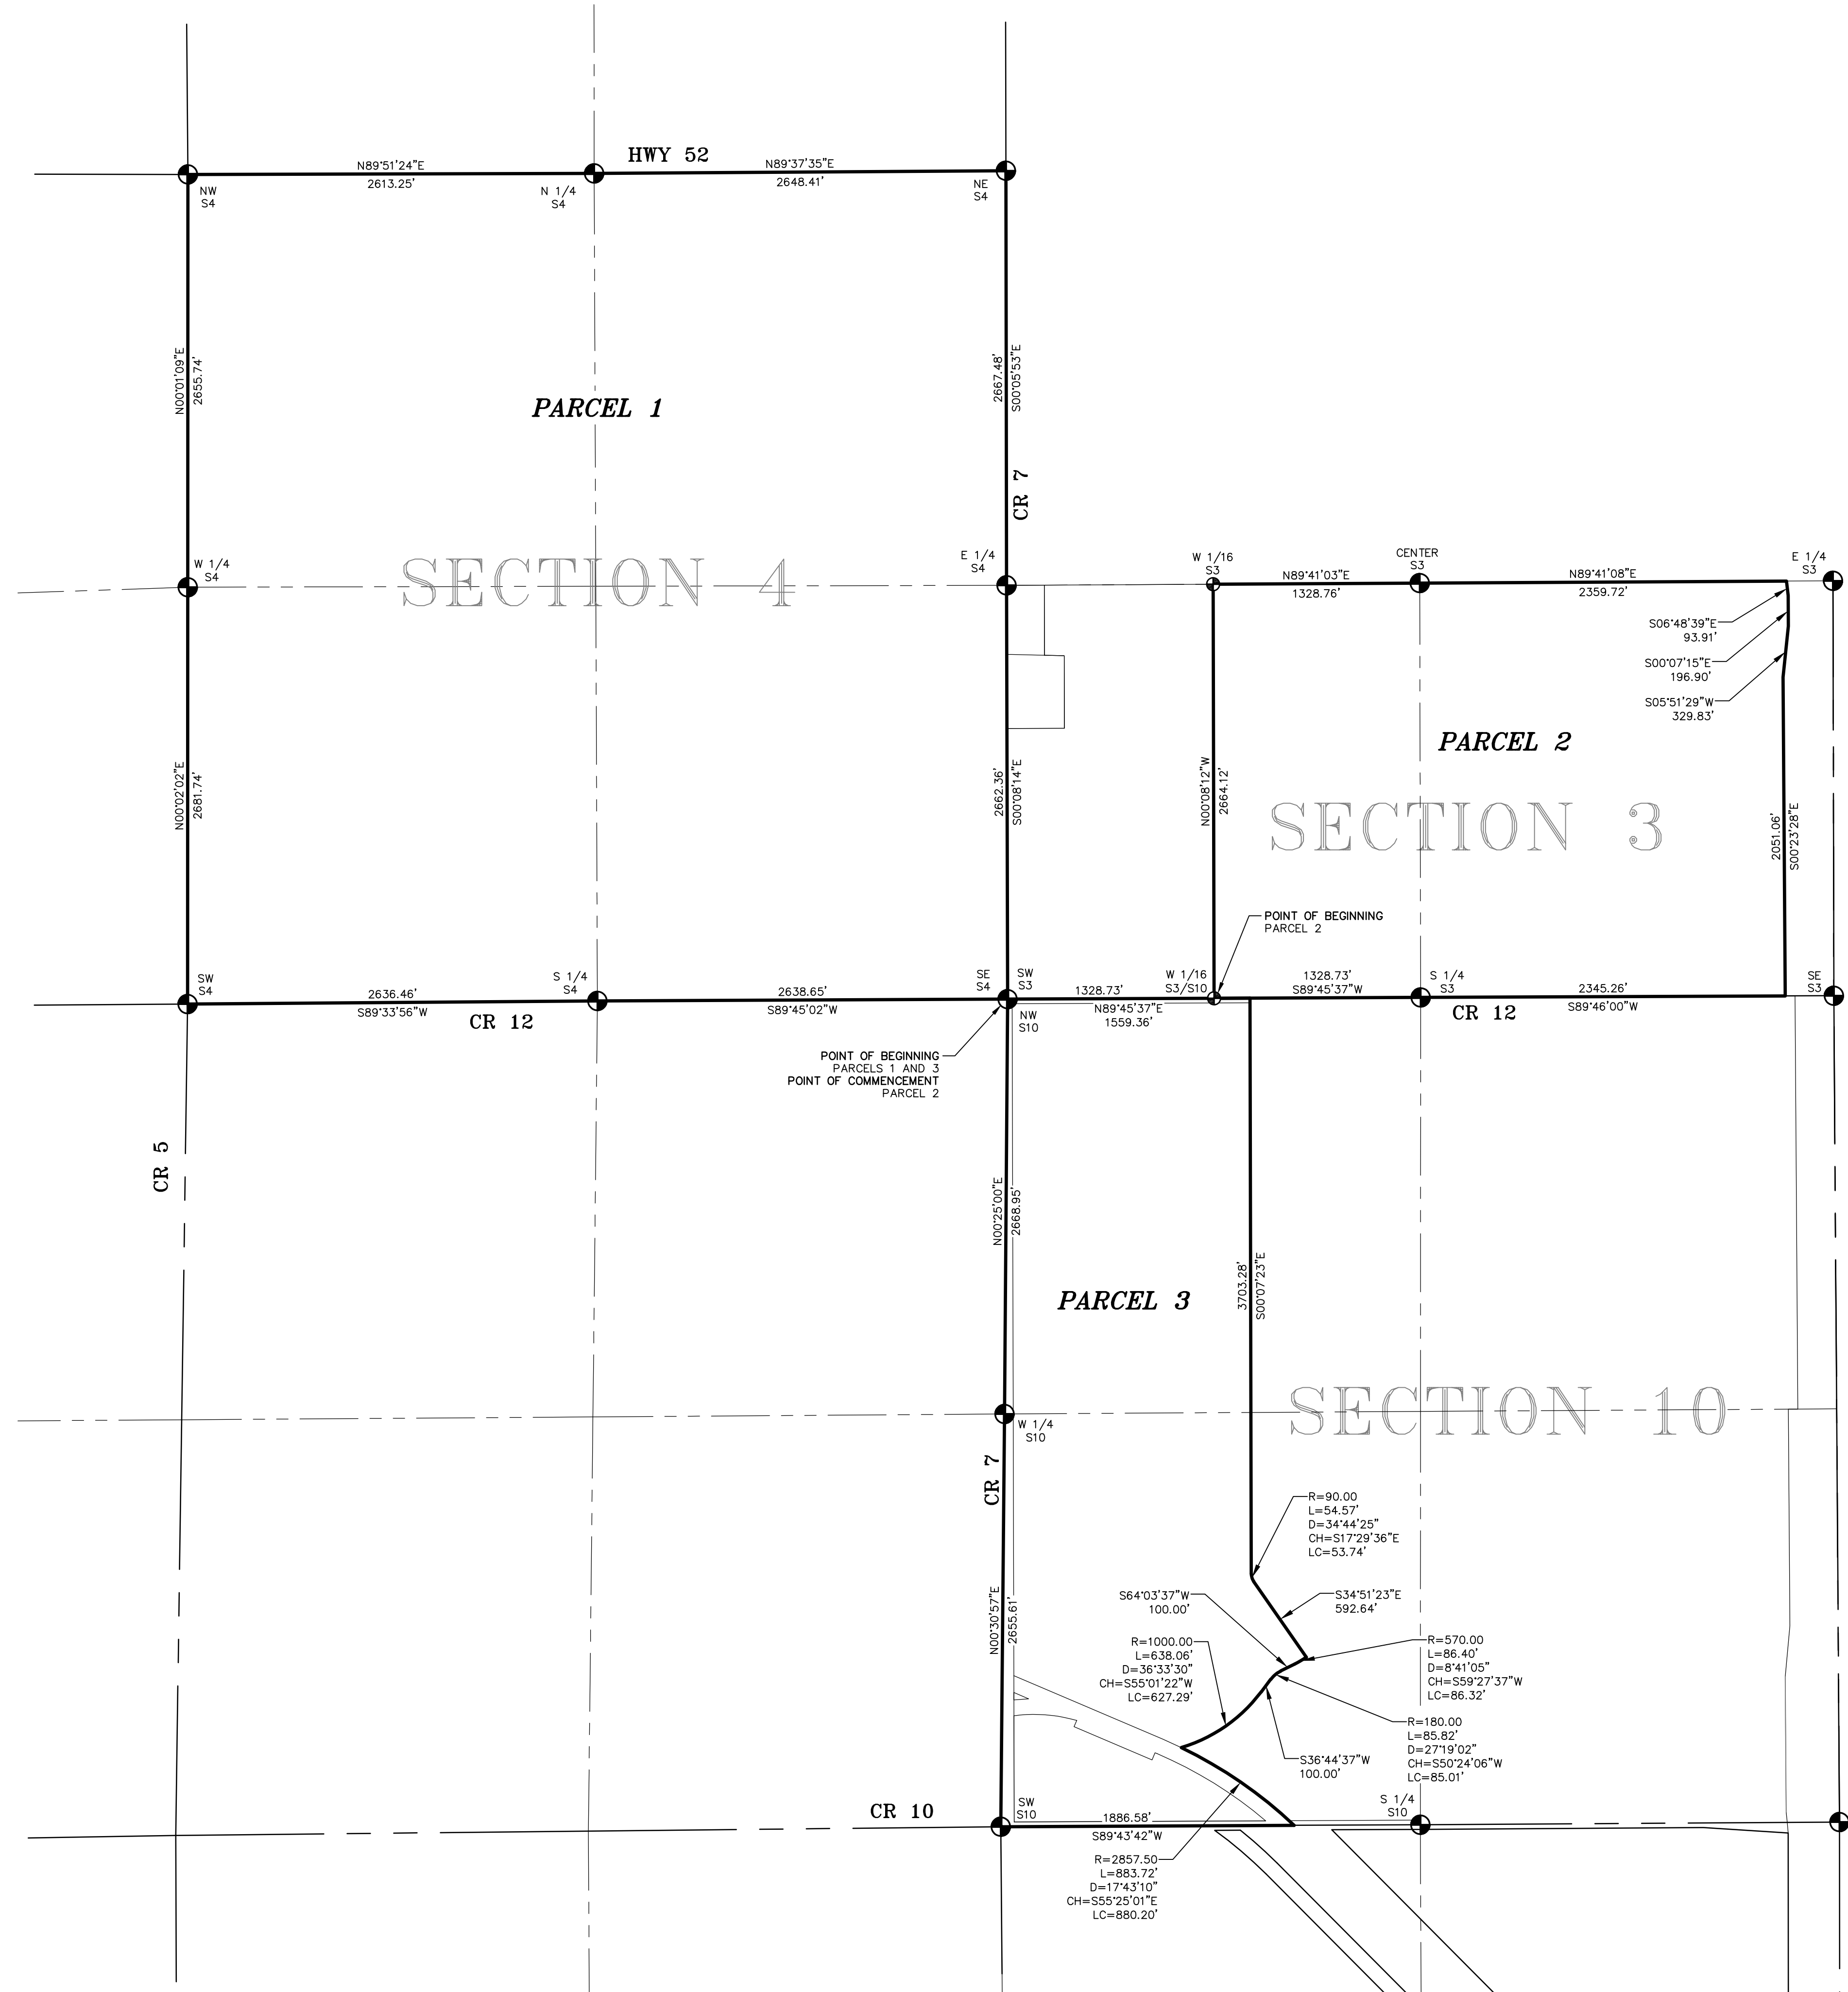 HWY 52
N89°51'24"E
2613.25'
N89°37'35"E
2648.41'
NW
S4
N 1/4
S4
NE
S4
N00°01'09"E
2655.74'
2667.48'
S00°05'53"E
PARCEL 1
CR 7
SECTION 4
W 1/4
S4
E 1/4
S4
W 1/16
S3
CENTER
S3
E 1/4
S3
N89°41'03"E
1328.76'
N89°41'08"E
2359.72'
S06°48'39"E
93.91'
S00°07'15"E
196.90'
S05°51'29"W
329.83'
PARCEL 2
SECTION 3
N00°02'02"E
2681.74'
2662.36'
S00°08'14"E
N00°08'12"W
2664.12'
2051.06'
S00°23'28"E
POINT OF BEGINNING
PARCEL 2
SW
S4
2636.46'
S89°33'56"W
S 1/4
S4
CR 12
2638.65'
S89°45'02"W
SE
S4
SW
S3
NW
S10
1328.73'
N89°45'37"E
1559.36'
W 1/16
S3/S10
1328.73'
S89°45'37"W
S 1/4
S3
CR 12
2345.26'
S89°46'00"W
SE
S3
POINT OF BEGINNING
PARCELS 1 AND 3
POINT OF COMMENCEMENT
PARCEL 2
CR 5
N00°25'00"E
2668.95'
3703.28'
S00°07'23"E
PARCEL 3
SECTION 10
W 1/4
S10
CR 7
R=90.00
L=54.57'
D=34°44'25"
CH=S17°29'36"E
LC=53.74'
S64°03'37"W
100.00'
S34°51'23"E
592.64'
N00°30'57"E
2655.61'
R=1000.00
L=638.06'
D=36°33'30"
CH=S55°01'22"W
LC=627.29'
R=570.00
L=86.40'
D=8°41'05"
CH=S59°27'37"W
LC=86.32'
R=180.00
L=85.82'
D=27°19'02"
CH=S50°24'06"W
LC=85.01'
S36°44'37"W
100.00'
CR 10
SW
S10
1886.58'
S89°43'42"W
S 1/4
S10
R=2857.50
L=883.72'
D=17°43'10"
CH=S55°25'01"E
LC=880.20'